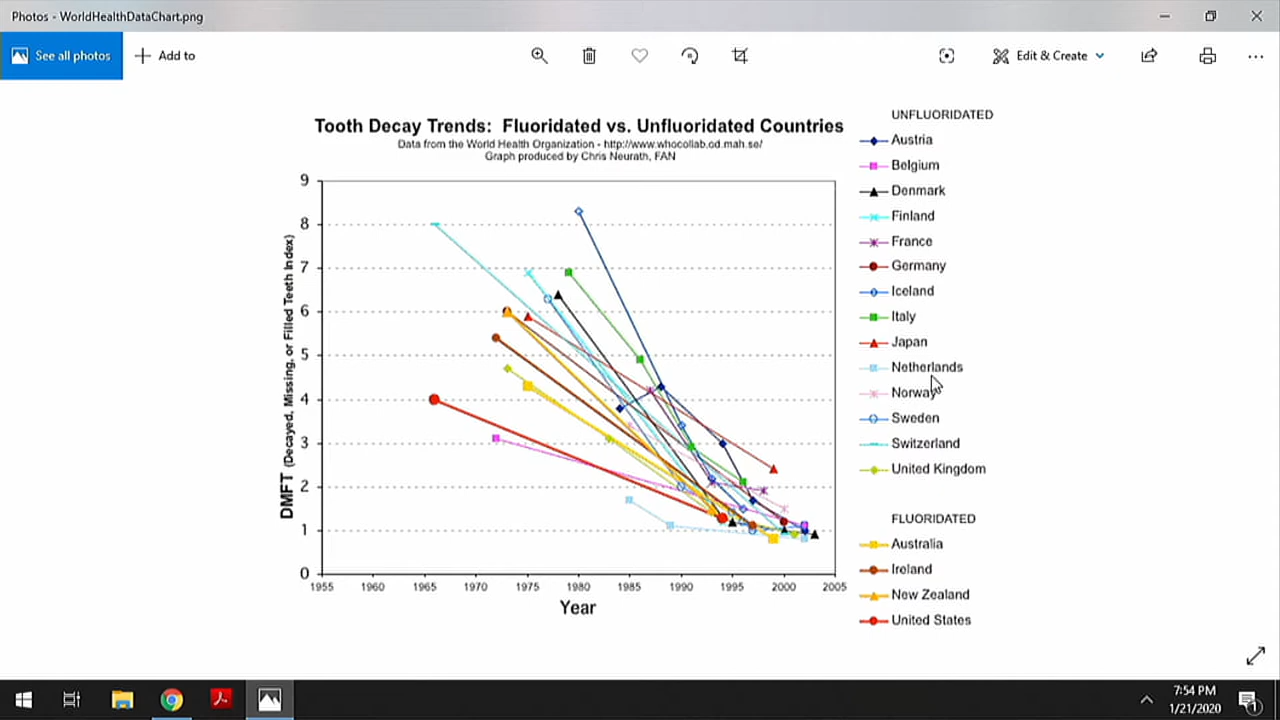 Photos - WorldHealthDataChart.png
See all photos
Add to
Edit & Create
Tooth Decay Trends: Fluoridated vs. Unfluoridated Countries
Data from the World Health Organization - http://www.whocollab.od.mah.se/
Graph produced by Chris Neurath, FAN
DMFT (Decayed, Missing, or Filled Teeth Index)
9
8
7
6
5
4
3
2
1
0
1955 1960 1965 1970 1975 1980 1985 1990 1995 2000 2005
Year
UNFLUORIDATED
Austria
Belgium
Denmark
Finland
France
Germany
Iceland
Italy
Japan
Netherlands
Norway
Sweden
Switzerland
United Kingdom
FLUORIDATED
Australia
Ireland
New Zealand
United States
7:54 PM
1/21/2020
1